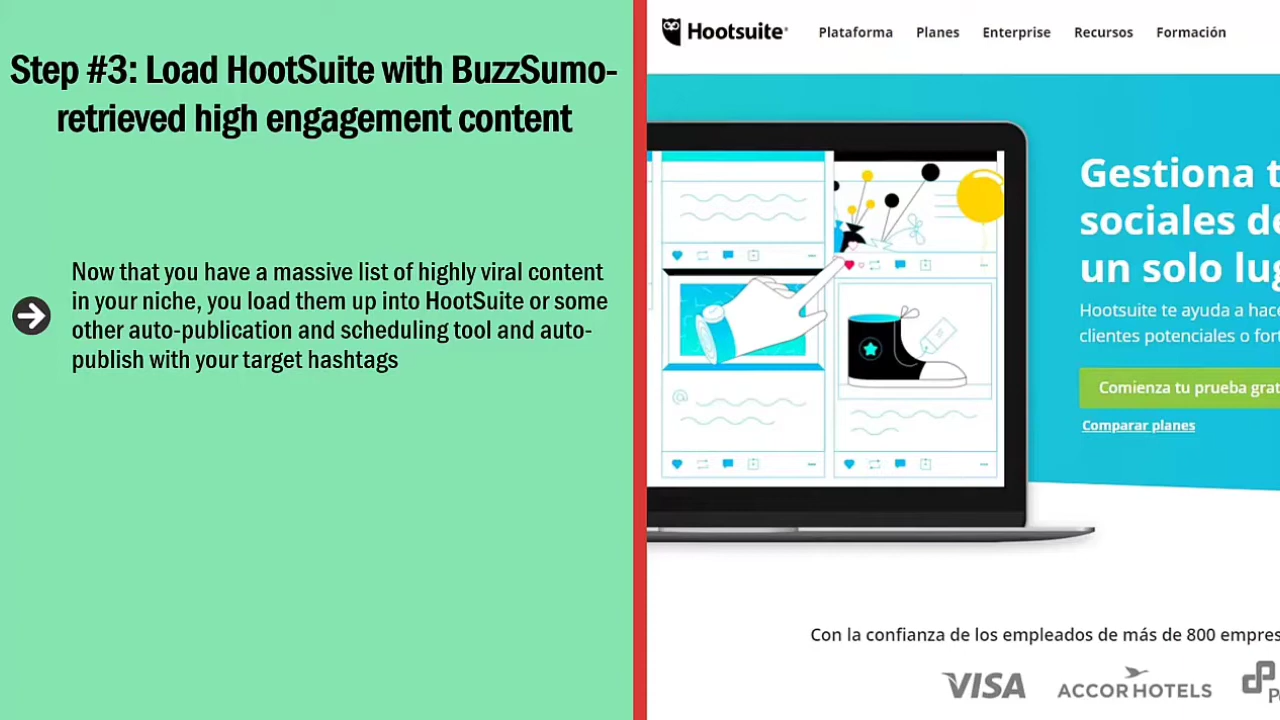 Step #3: Load HootSuite with BuzzSumo-
retrieved high engagement content
Now that you have a massive list of highly viral content
in your niche, you load them up into HootSuite or some
other auto-publication and scheduling tool and auto-
publish with your target hashtags
Hootsuite®
Plataforma Planes Enterprise Recursos Formación
Gestiona t
sociales de
un solo lug
Hootsuite te ayuda a hace
clientes potenciales o fort
Comienza tu prueba grat
Comparar planes
Con la confianza de los empleados de más de 800 empres
VISA ACCORHOTELS